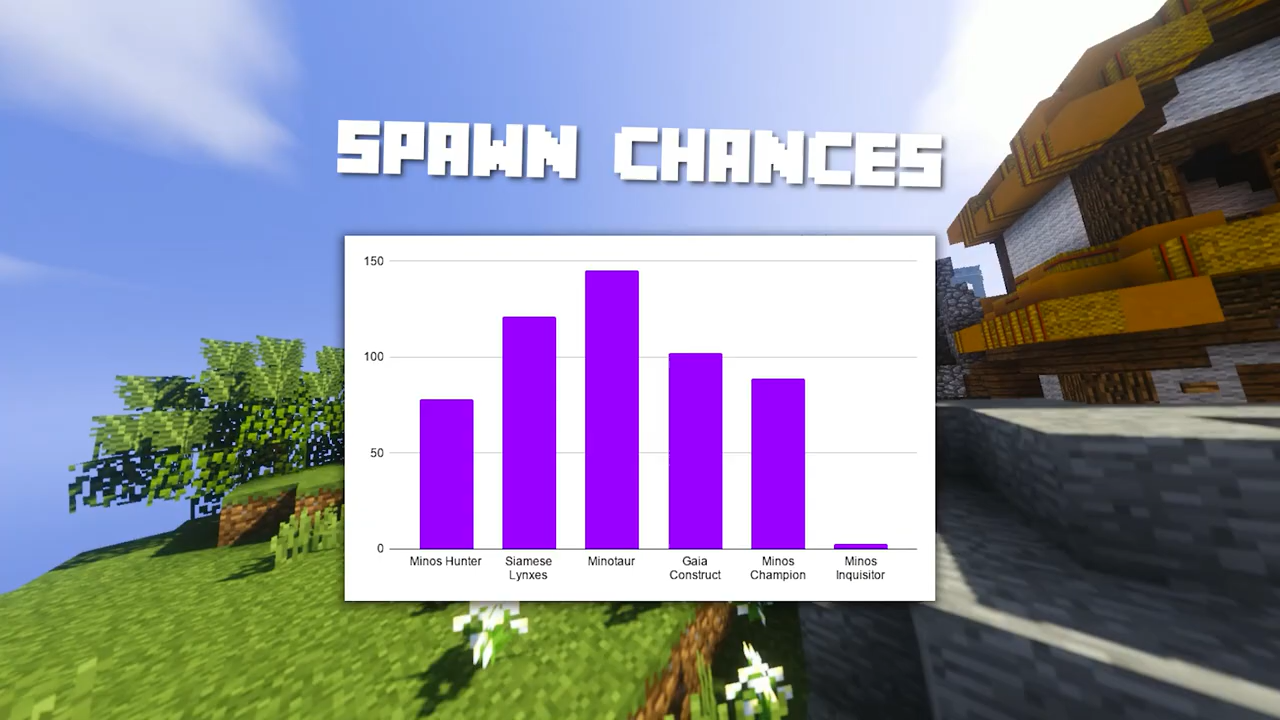 SPAWN CHANCES
150
100
50
0
Minos Hunter
Siamese
Lynxes
Minotaur
Gaia
Construct
Minos
Champion
Minos
Inquisitor